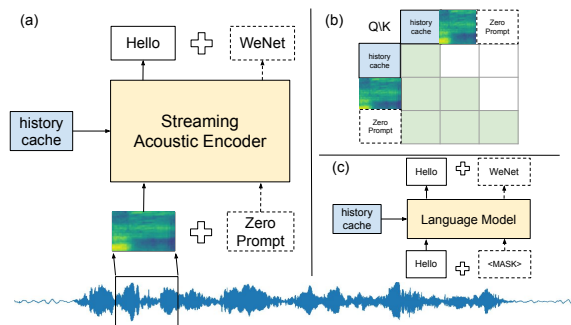 (a)
Hello
WeNet
Streaming
Acoustic Encoder
history
cache
Zero
Prompt
(b)
Q\K
history
cache
Zero
Prompt
history
cache
Zero
Prompt
(c)
Hello
WeNet
history
cache
Language Model
Hello
<MASK>